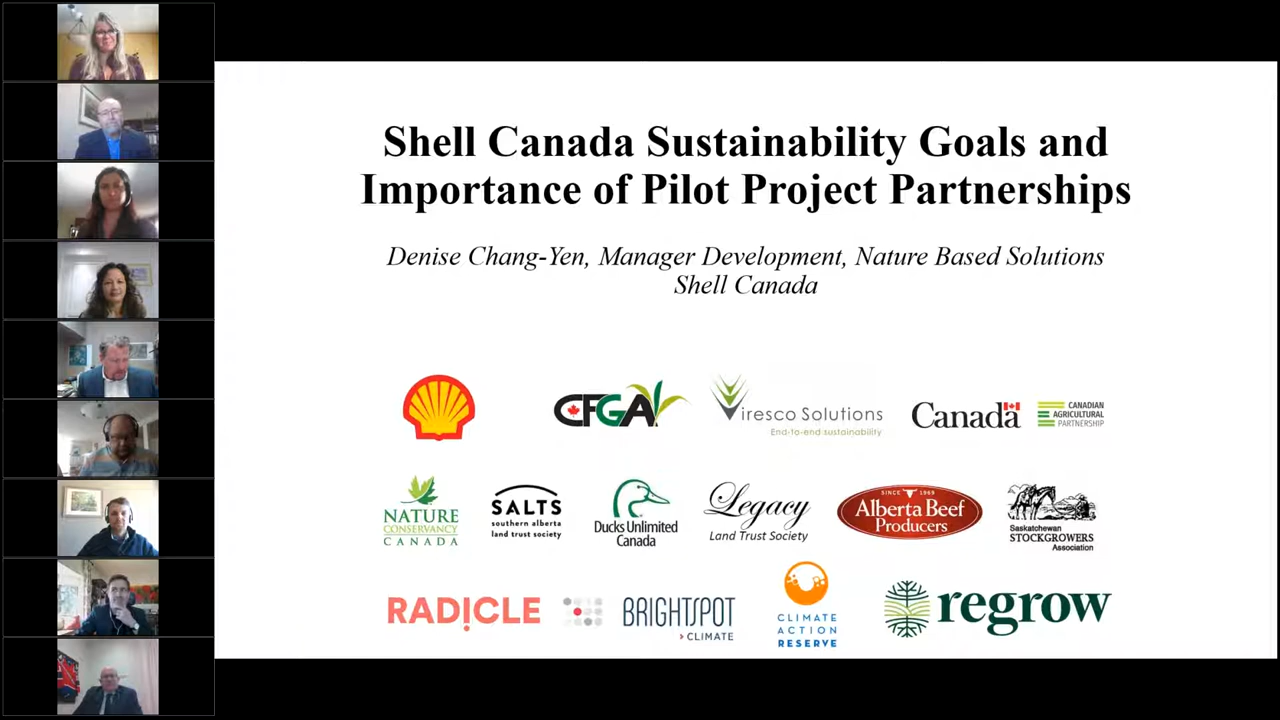 Shell Canada Sustainability Goals and
Importance of Pilot Project Partnerships
Denise Chang-Yen, Manager Development, Nature Based Solutions
Shell Canada
CFGA
Viresco Solutions
End-to-end sustainability
Canada
CANADIAN
AGRICULTURAL
PARTNERSHIP
NATURE
CONSERVANCY
CANADA
SALTS
southern alberta
land trust society
Ducks Unlimited
Canada
Legacy
Land Trust Society
SINCE 1969
Alberta Beef
Producers
Saskatchewan
STOCKGROWERS
Association
RADICLE
BRIGHTSPOT
CLIMATE
CLIMATE
ACTION
RESERVE
regrow